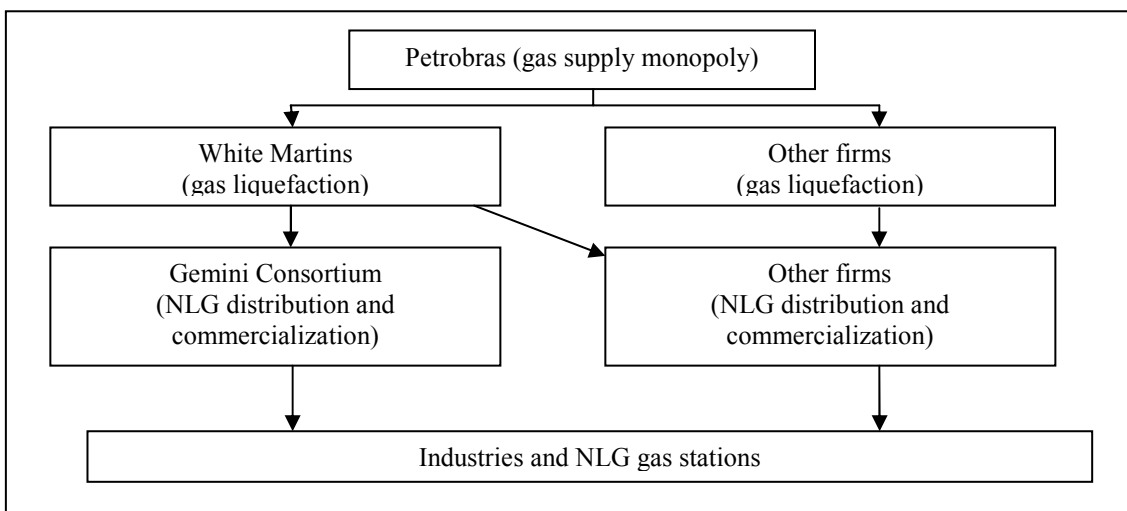 Petrobras (gas supply monopoly)
White Martins
(gas liquefaction)
Other firms
(gas liquefaction)
Gemini Consortium
(NLG distribution and
commercialization)
Other firms
(NLG distribution and
commercialization)
Industries and NLG gas stations